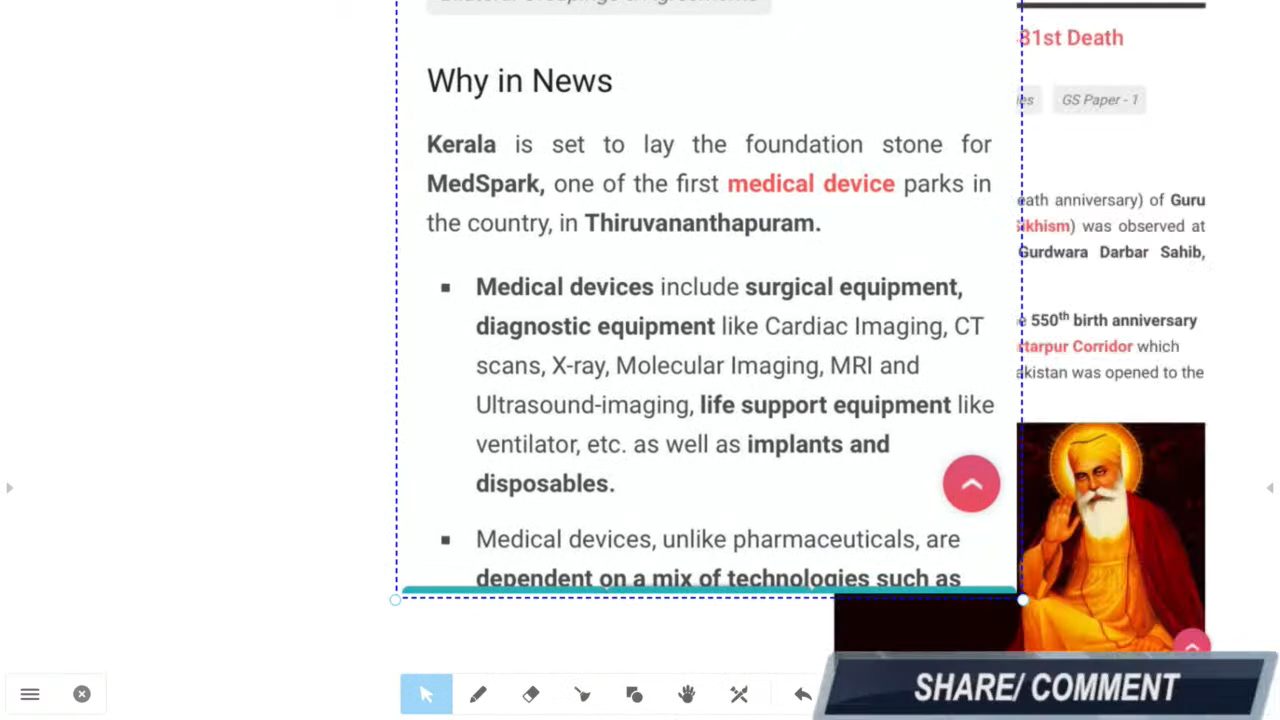 Bilateral Groupings & Agreements
Why in News
Kerala is set to lay the foundation stone for
MedSpark, one of the first medical device parks in
the country, in Thiruvananthapuram.
▪ Medical devices include surgical equipment,
diagnostic equipment like Cardiac Imaging, CT
scans, X-ray, Molecular Imaging, MRI and
Ultrasound-imaging, life support equipment like
ventilator, etc. as well as implants and
disposables.
▪ Medical devices, unlike pharmaceuticals, are
dependent on a mix of technologies such as
31st Death
GS Paper - 1
anniversary) of Guru
was observed at
Gurdwara Darbar Sahib,
550th birth anniversary
Corridor which
was opened to the
SHARE/ COMMENT